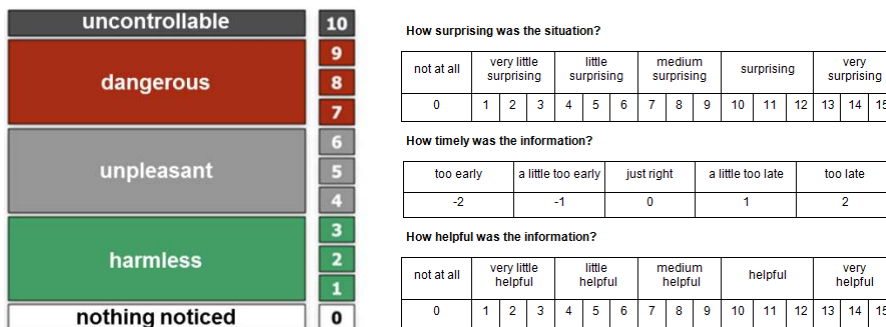 uncontrollable 10
9
dangerous 8
7
6
unpleasant 5
4
3
harmless 2
1
nothing noticed 0
How surprising was the situation?
not at all very little surprising little surprising medium surprising surprising very surprising
0 1 2 3 4 5 6 7 8 9 10 11 12 13 14 15
How timely was the information?
too early a little too early just right a little too late too late
-2 -1 0 1 2
How helpful was the information?
not at all very little helpful little helpful medium helpful helpful very helpful
0 1 2 3 4 5 6 7 8 9 10 11 12 13 14 15